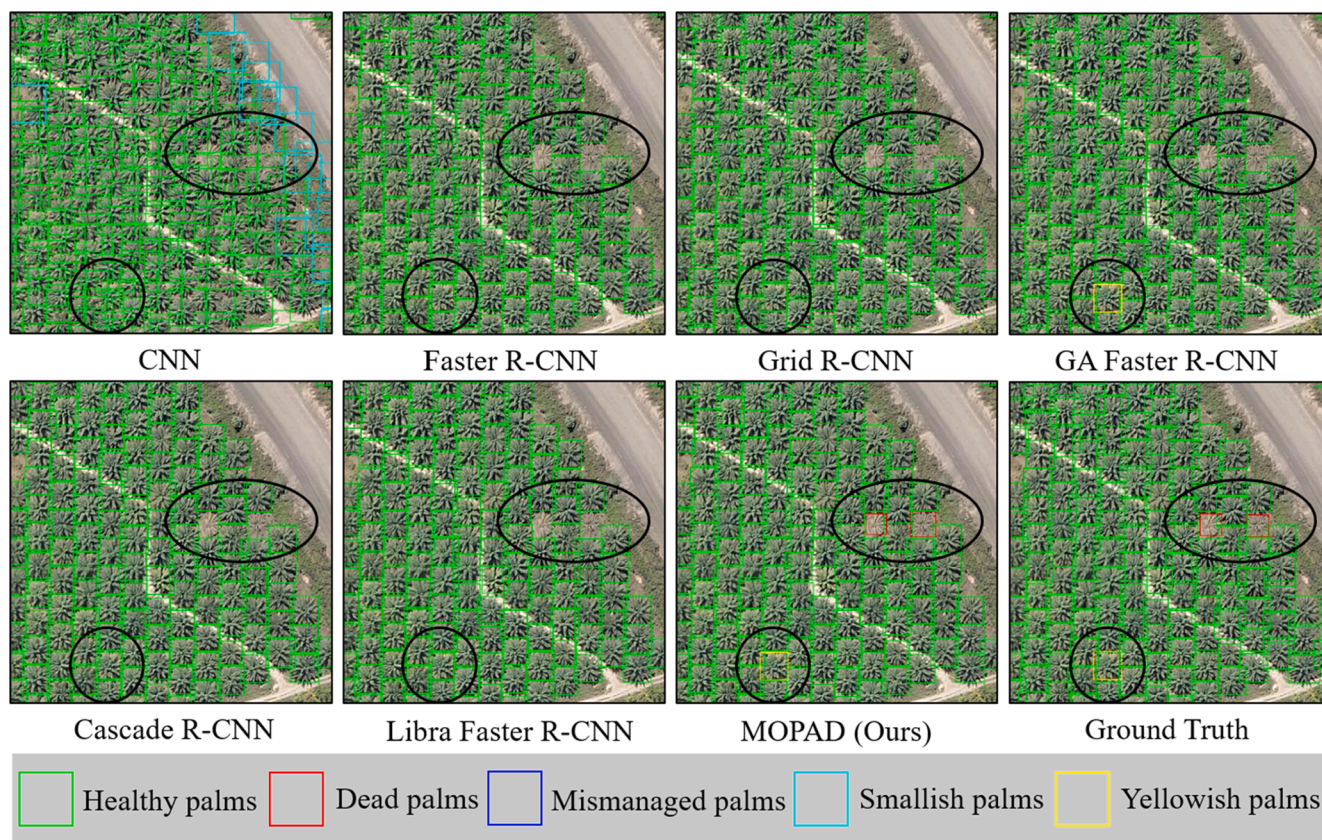 CNN
Faster R-CNN
Grid R-CNN
GA Faster R-CNN
Cascade R-CNN
Libra Faster R-CNN
MOPAD (Ours)
Ground Truth
Healthy palms
Dead palms
Mismanaged palms
Smallish palms
Yellowish palms